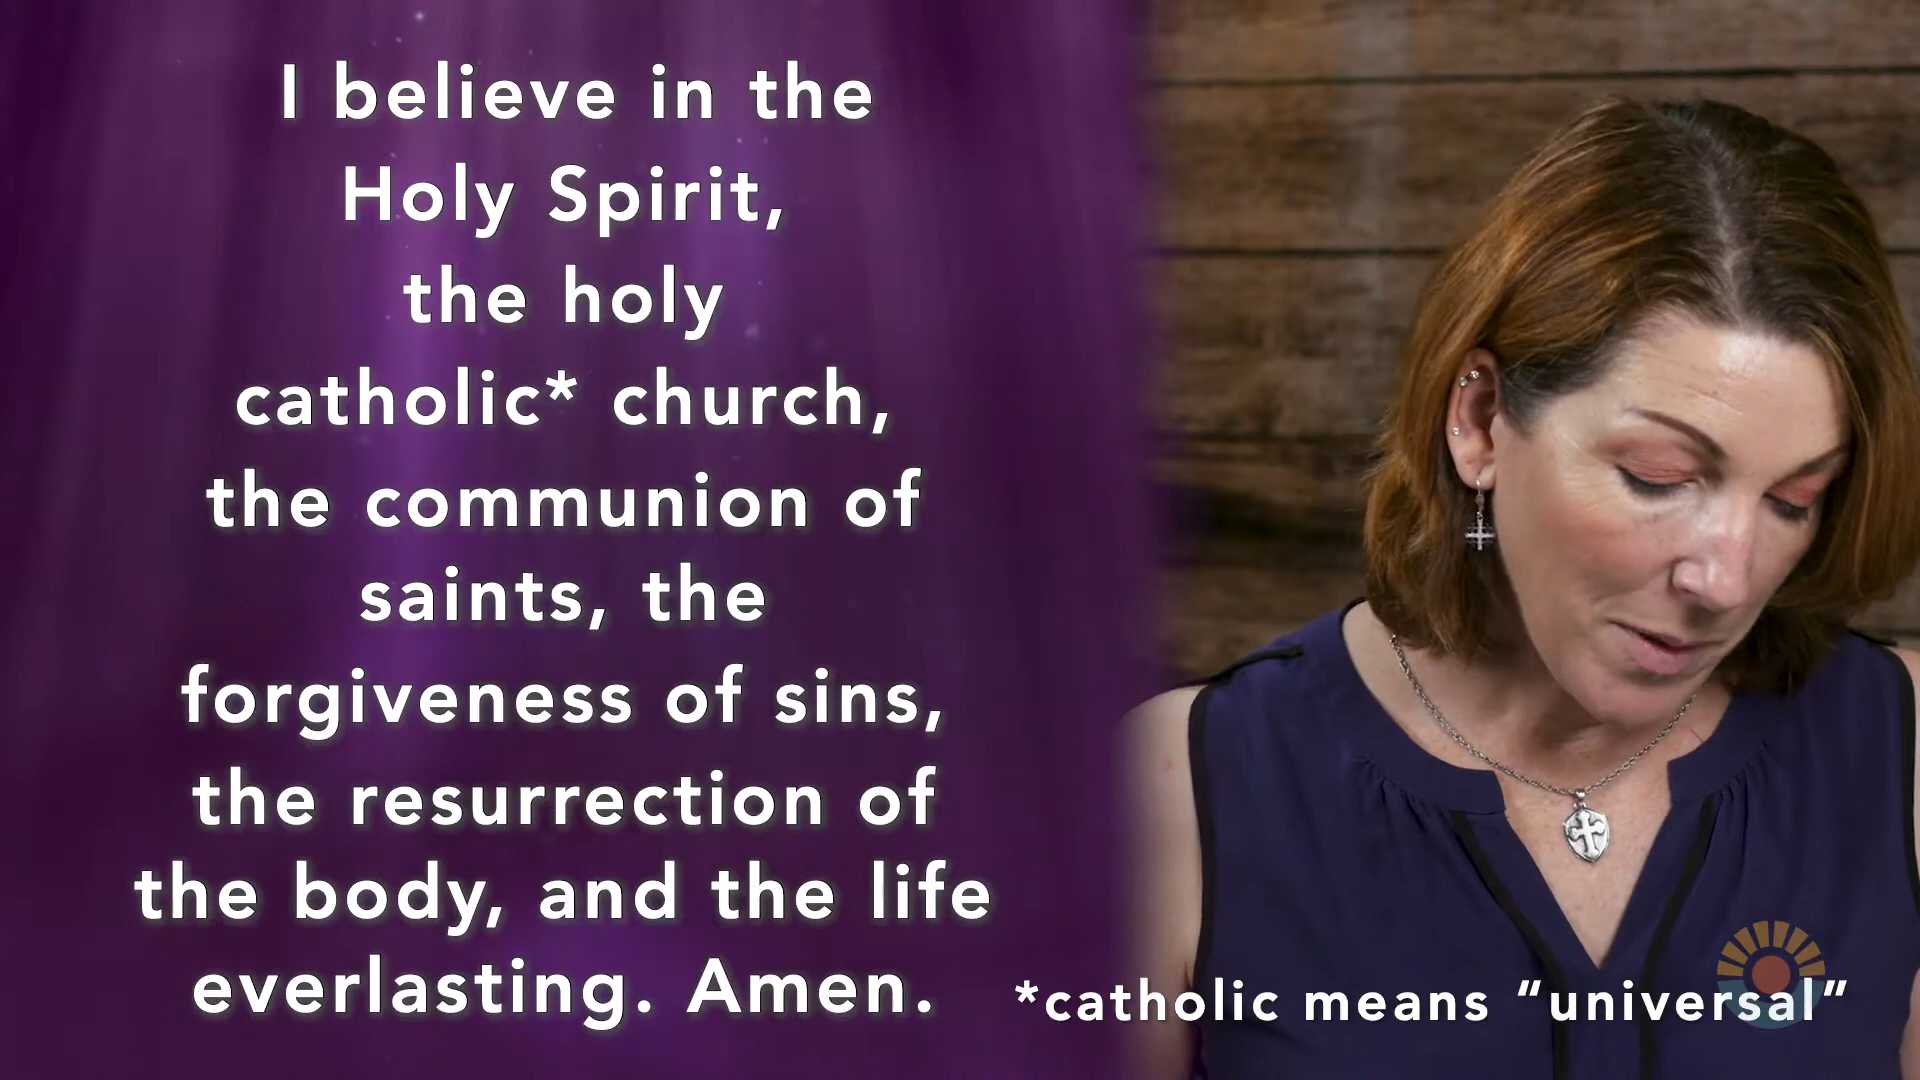 I believe in the
Holy Spirit,
the holy
catholic* church,
the communion of
saints, the
forgiveness of sins,
the resurrection of
the body, and the life
everlasting. Amen.
*catholic means “universal”